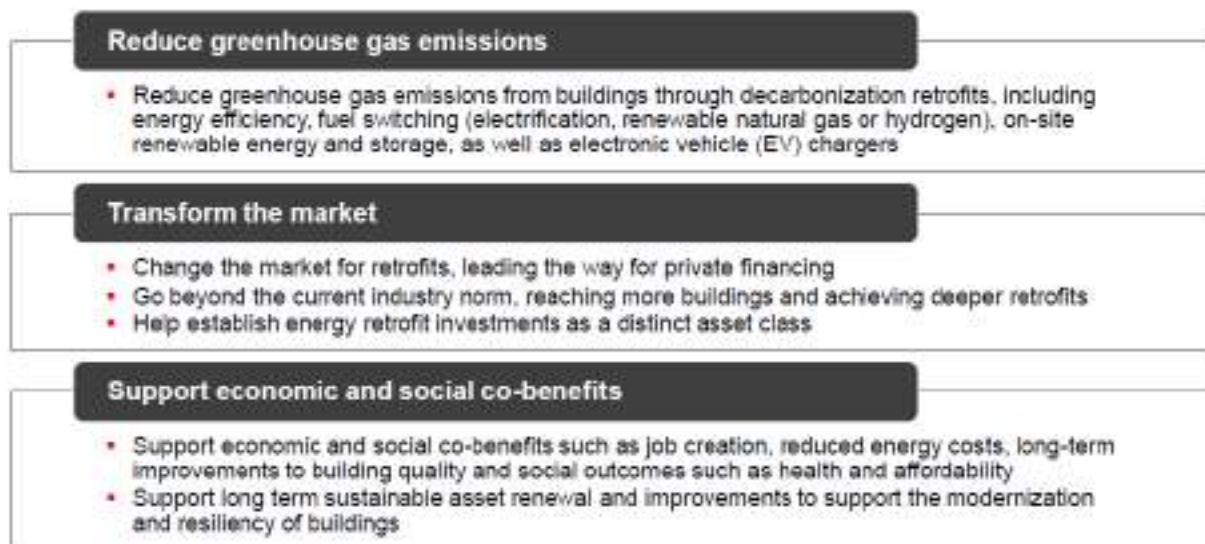 Reduce greenhouse gas emissions
▪ Reduce greenhouse gas emissions from buildings through decarbonization retrofits, including
energy efficiency, fuel switching (electrification, renewable natural gas or hydrogen), on-site
renewable energy and storage, as well as electronic vehicle (EV) chargers
Transform the market
▪ Change the market for retrofits, leading the way for private financing
▪ Go beyond the current industry norm, reaching more buildings and achieving deeper retrofits
▪ Help establish energy retrofit investments as a distinct asset class
Support economic and social co-benefits
▪ Support economic and social co-benefits such as job creation, reduced energy costs, long-term
improvements to building quality and social outcomes such as health and affordability
▪ Support long term sustainable asset renewal and improvements to support the modernization
and resiliency of buildings